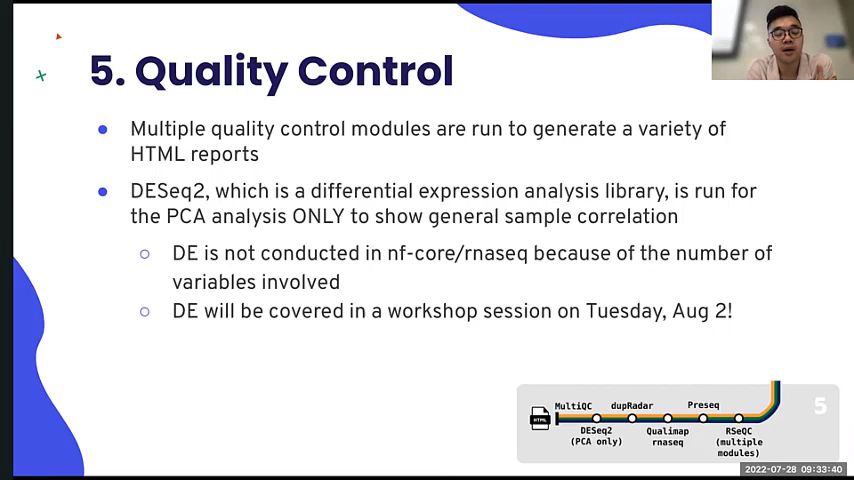 5. Quality Control
Multiple quality control modules are run to generate a variety of
HTML reports
DESeq2, which is a differential expression analysis library, is run for
the PCA analysis ONLY to show general sample correlation
DE is not conducted in nf-core/rnaseq because of the number of
variables involved
DE will be covered in a workshop session on Tuesday, Aug 2!
MultiQC dupRadar Preseq
5
HTML
DESeq2 Qualimap RSeQC
(PCA only) rnaseq (multiple
modules)
2022-07-28 09:33:40